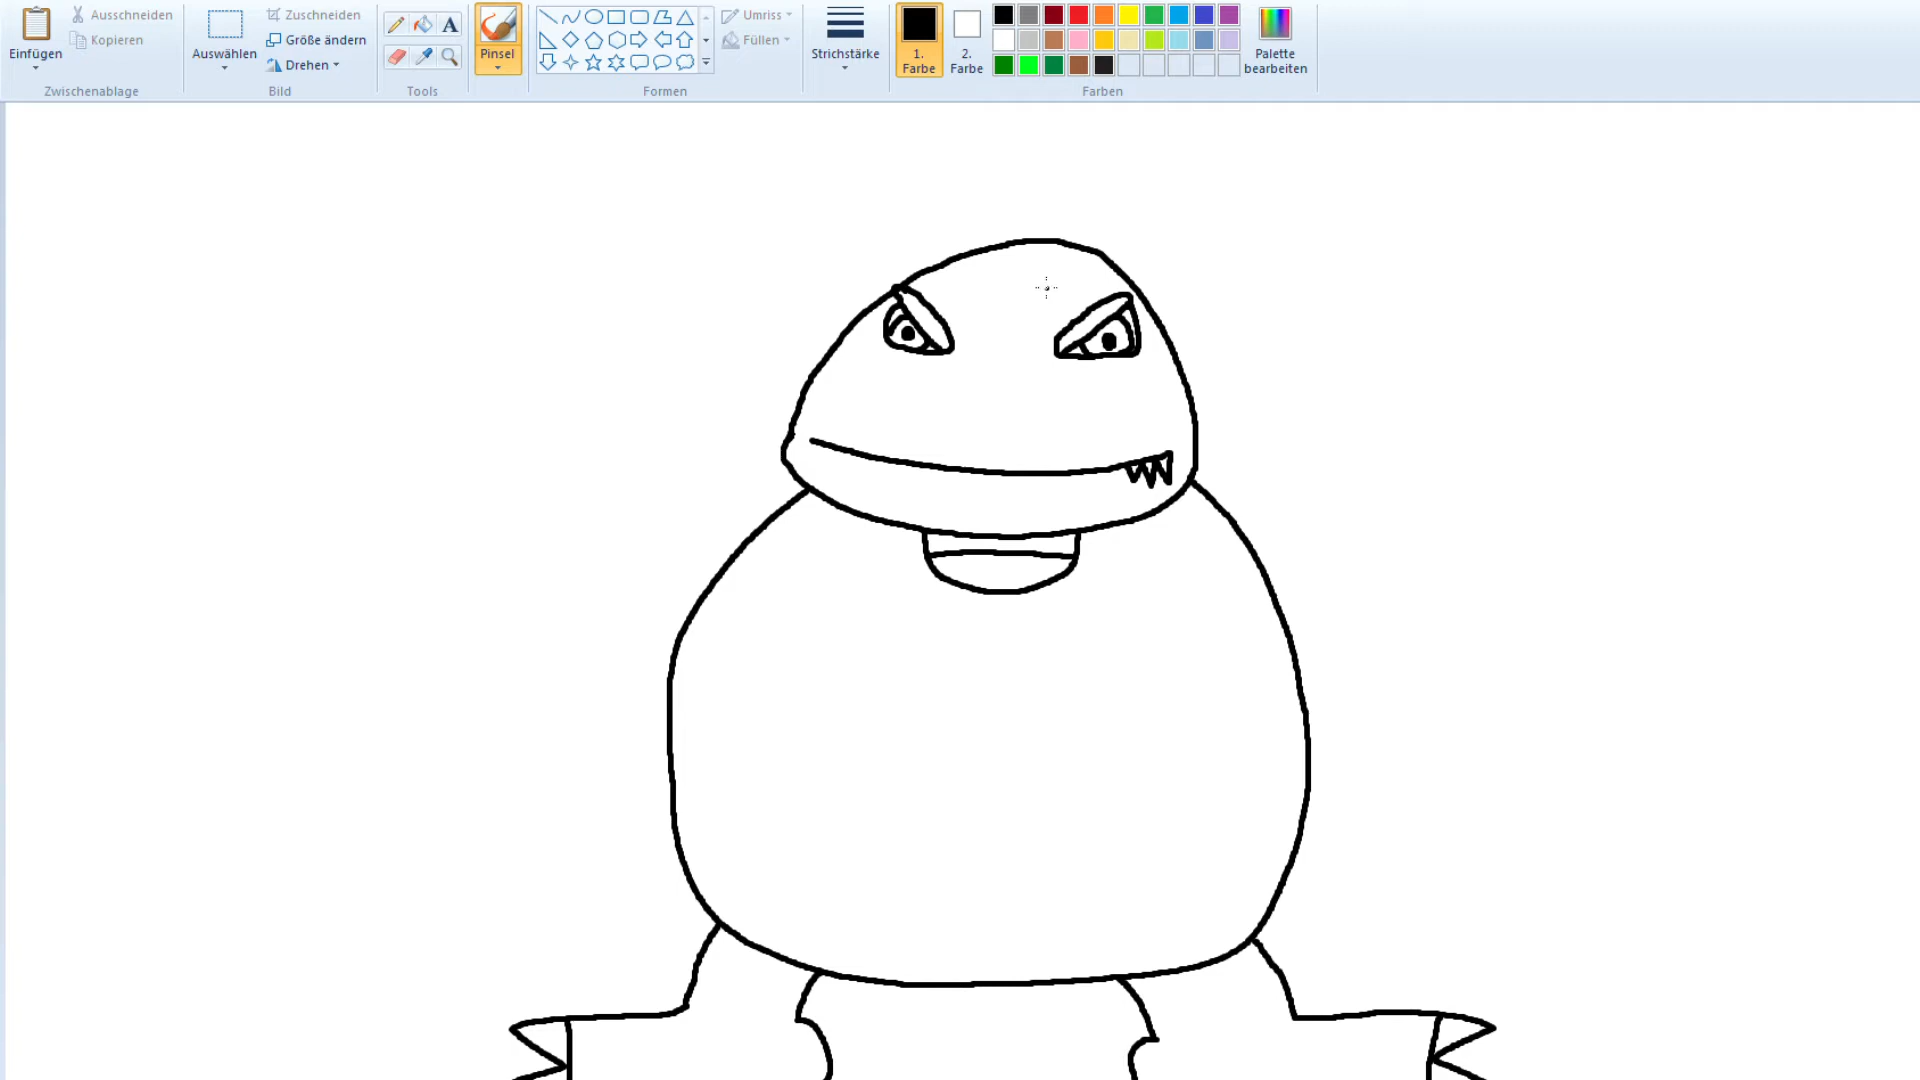 Einfügen
Ausschneiden
Kopieren
Zwischenablage
Auswählen
Zuschneiden
Größe ändern
Drehen
Bild
A
Tools
Pinsel
Umriss
Füllen
Formen
Strichstärke
1.
Farbe
2.
Farbe
Palette
bearbeiten
Farben